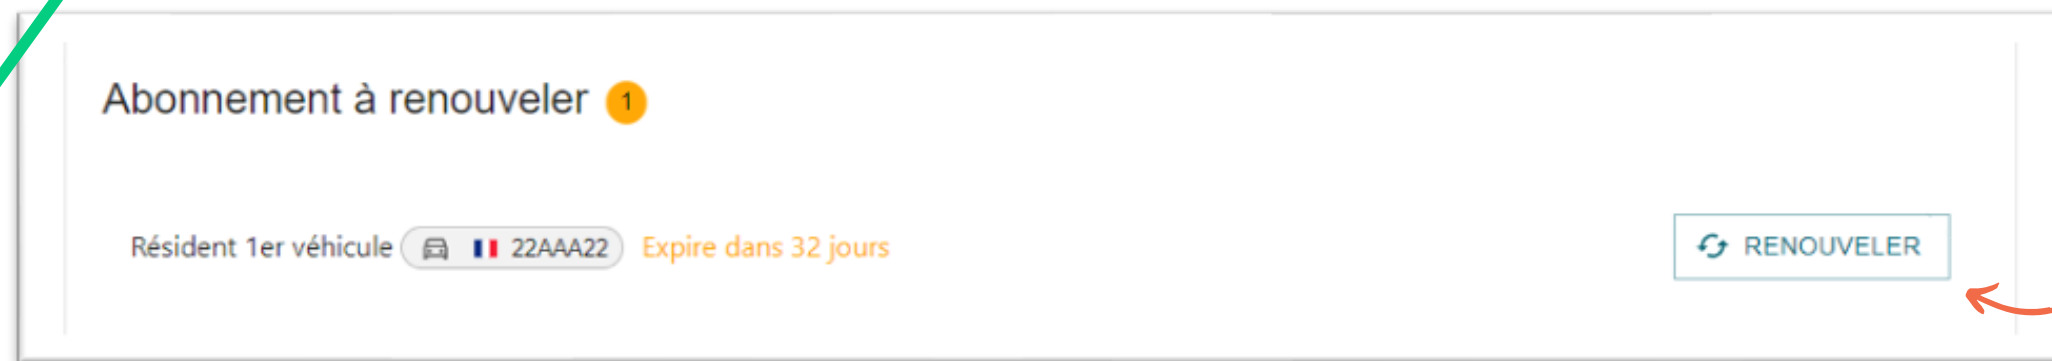 Abonnement à renouveler 1
Résident 1er véhicule 22AAA22 Expire dans 32 jours RENOUVELER